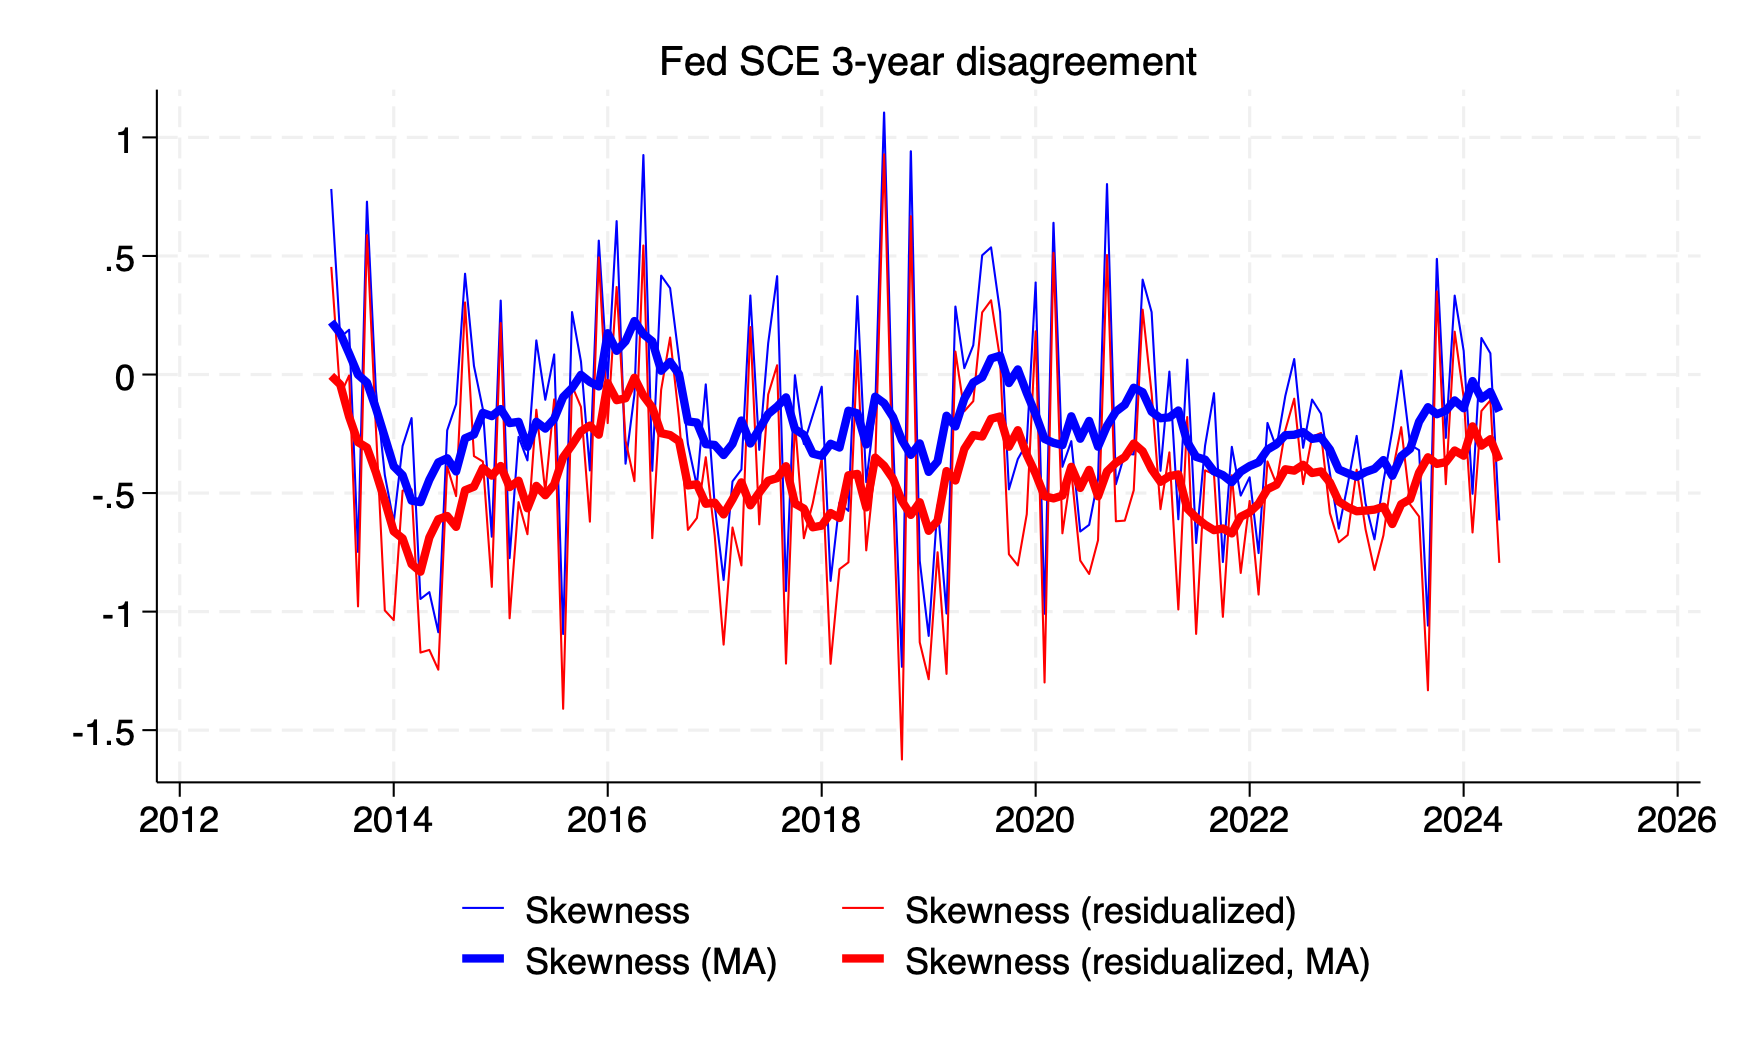 Fed SCE 3-year disagreement
1
.5
0
-.5
-1
-1.5
2012 2014 2016 2018 2020 2022 2024 2026
Skewness Skewness (residualized)
Skewness (MA) Skewness (residualized, MA)